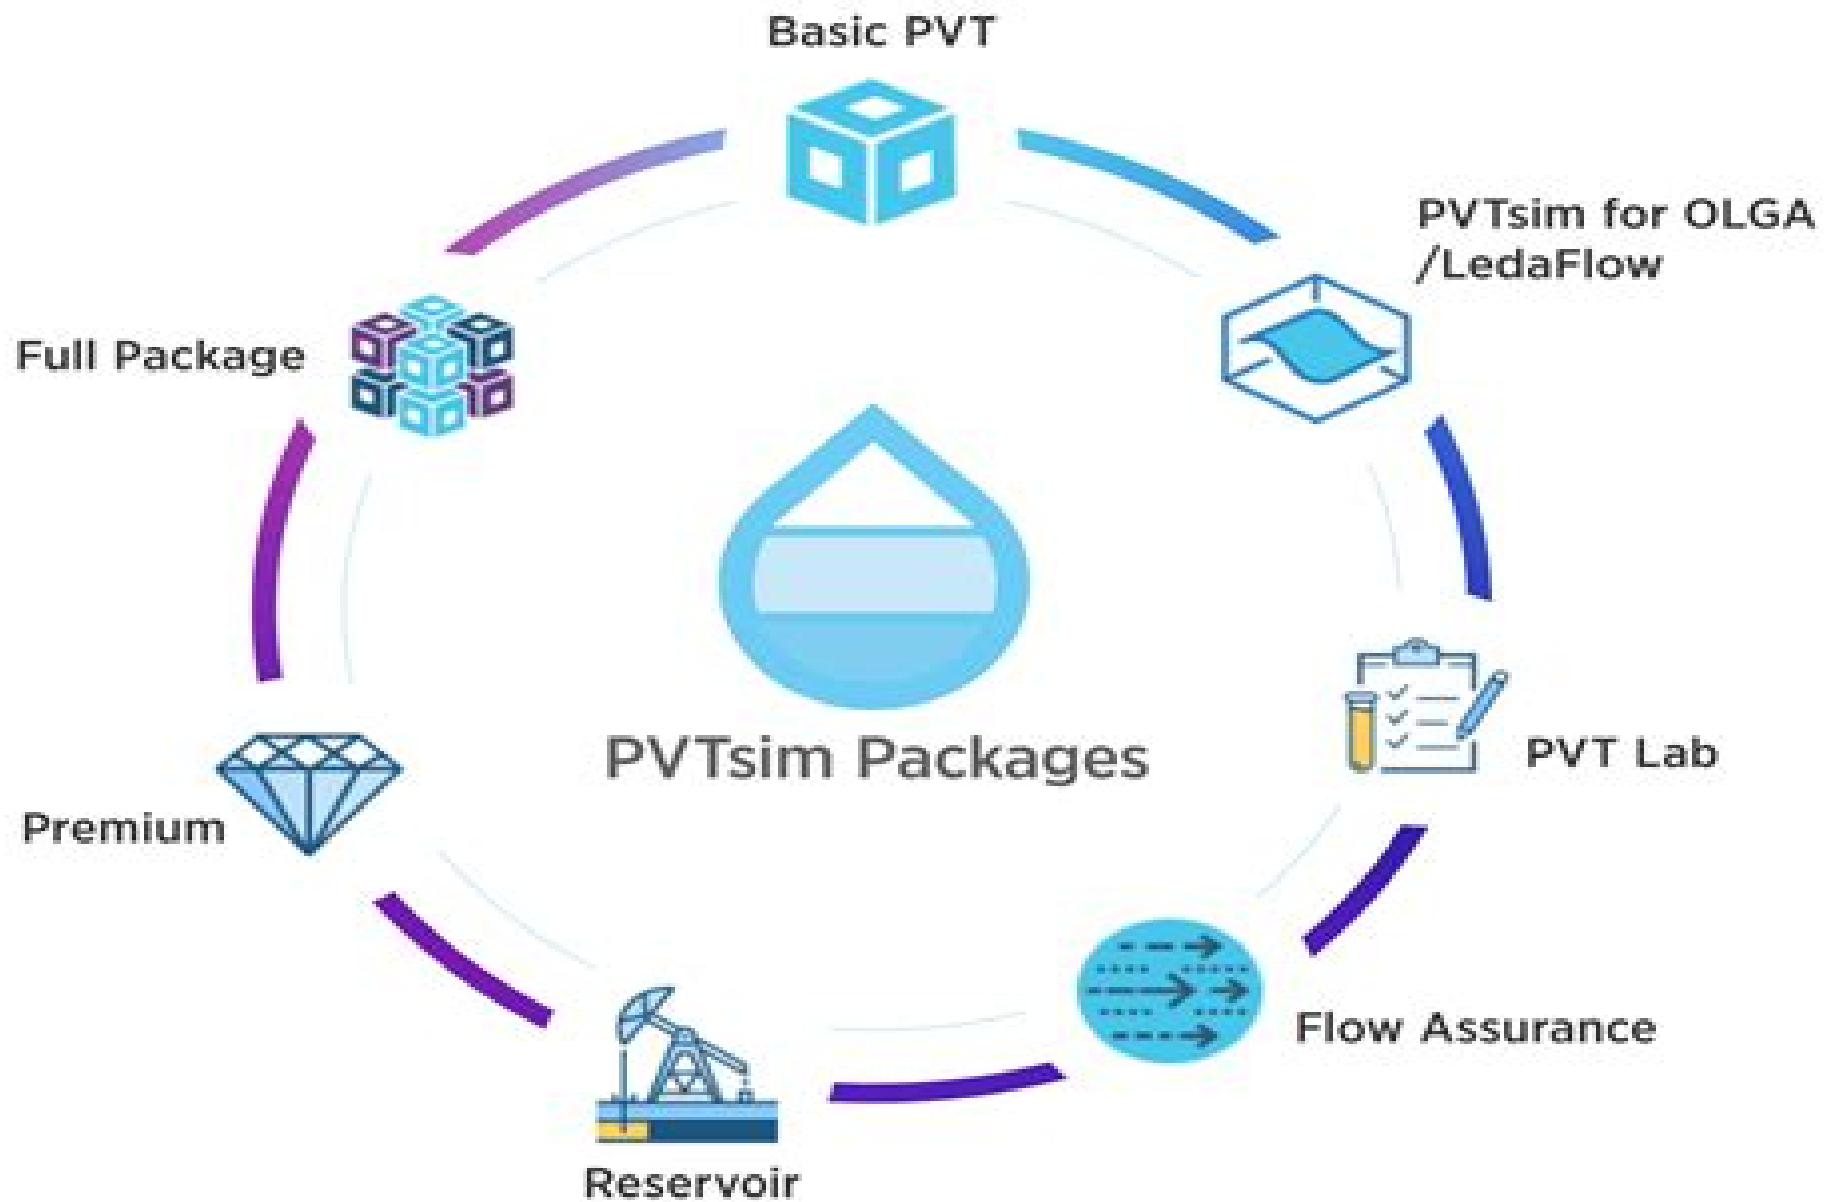 Basic PVT
PVTsim for OLGA
/LedaFlow
Full Package
PVTsim Packages
PVT Lab
Premium
Flow Assurance
Reservoir